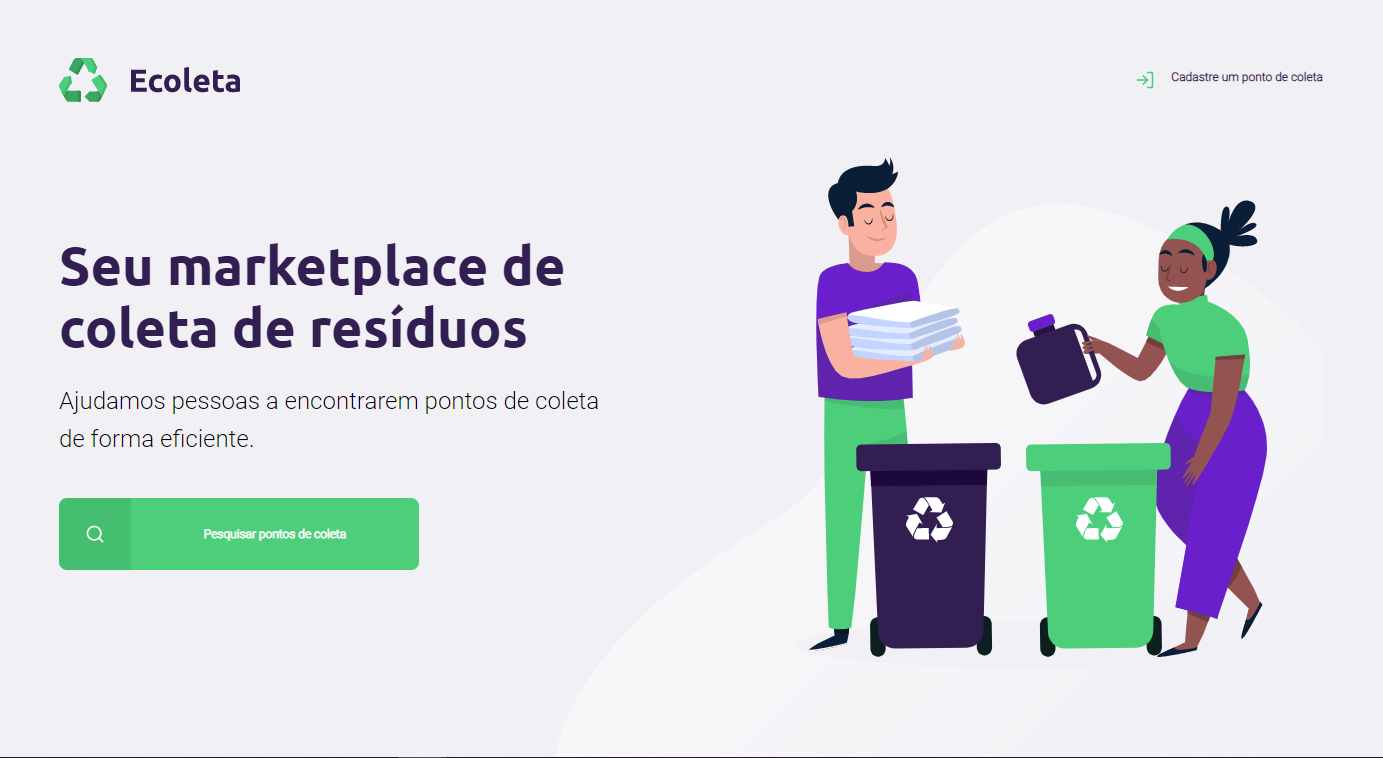 Ecoleta
Cadastre um ponto de coleta
Seu marketplace de
coleta de resíduos
Ajudamos pessoas a encontrarem pontos de coleta
de forma eficiente.
Pesquisar pontos de coleta